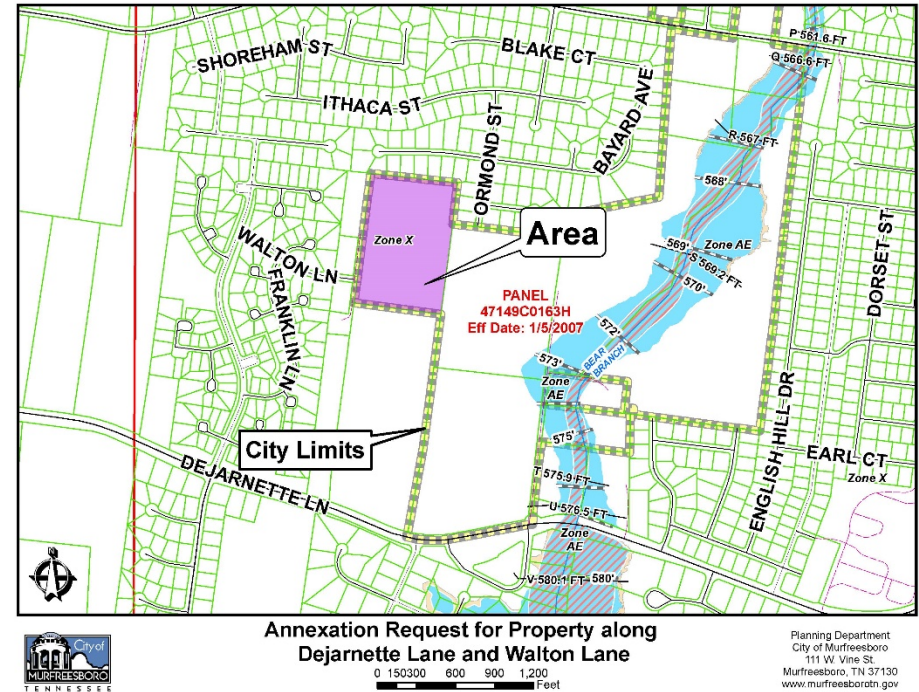 P 561.6 FT
Q 566.6 FT
SHOREHAM ST
BLAKE CT
ITHACA ST
ORMOND ST
BAYARD AVE
R 567 FT
568'
Zone X
Area
569'
Zone AE
S 569.2 FT
570'
DORSET ST
WALTON LN
FRANKLIN LN
PANEL
47149C0163H
Eff Date: 1/5/2007
572'
BEAR
BRANCH
573'
Zone
AE
ENGLISH HILL DR
575'
City Limits
EARL CT
Zone X
DEJARNETTE LN
T 575.9 FT
U 576.5 FT
Zone
AE
V 580.1 FT
580'
City of
MURFREESBORO
TENNESSEE
Annexation Request for Property along
Dejarnette Lane and Walton Lane
0 150300 600 900 1,200
Feet
Planning Department
City of Murfreesboro
111 W. Vine St.
Murfreesboro, TN 37130
www.murfreesborotn.gov